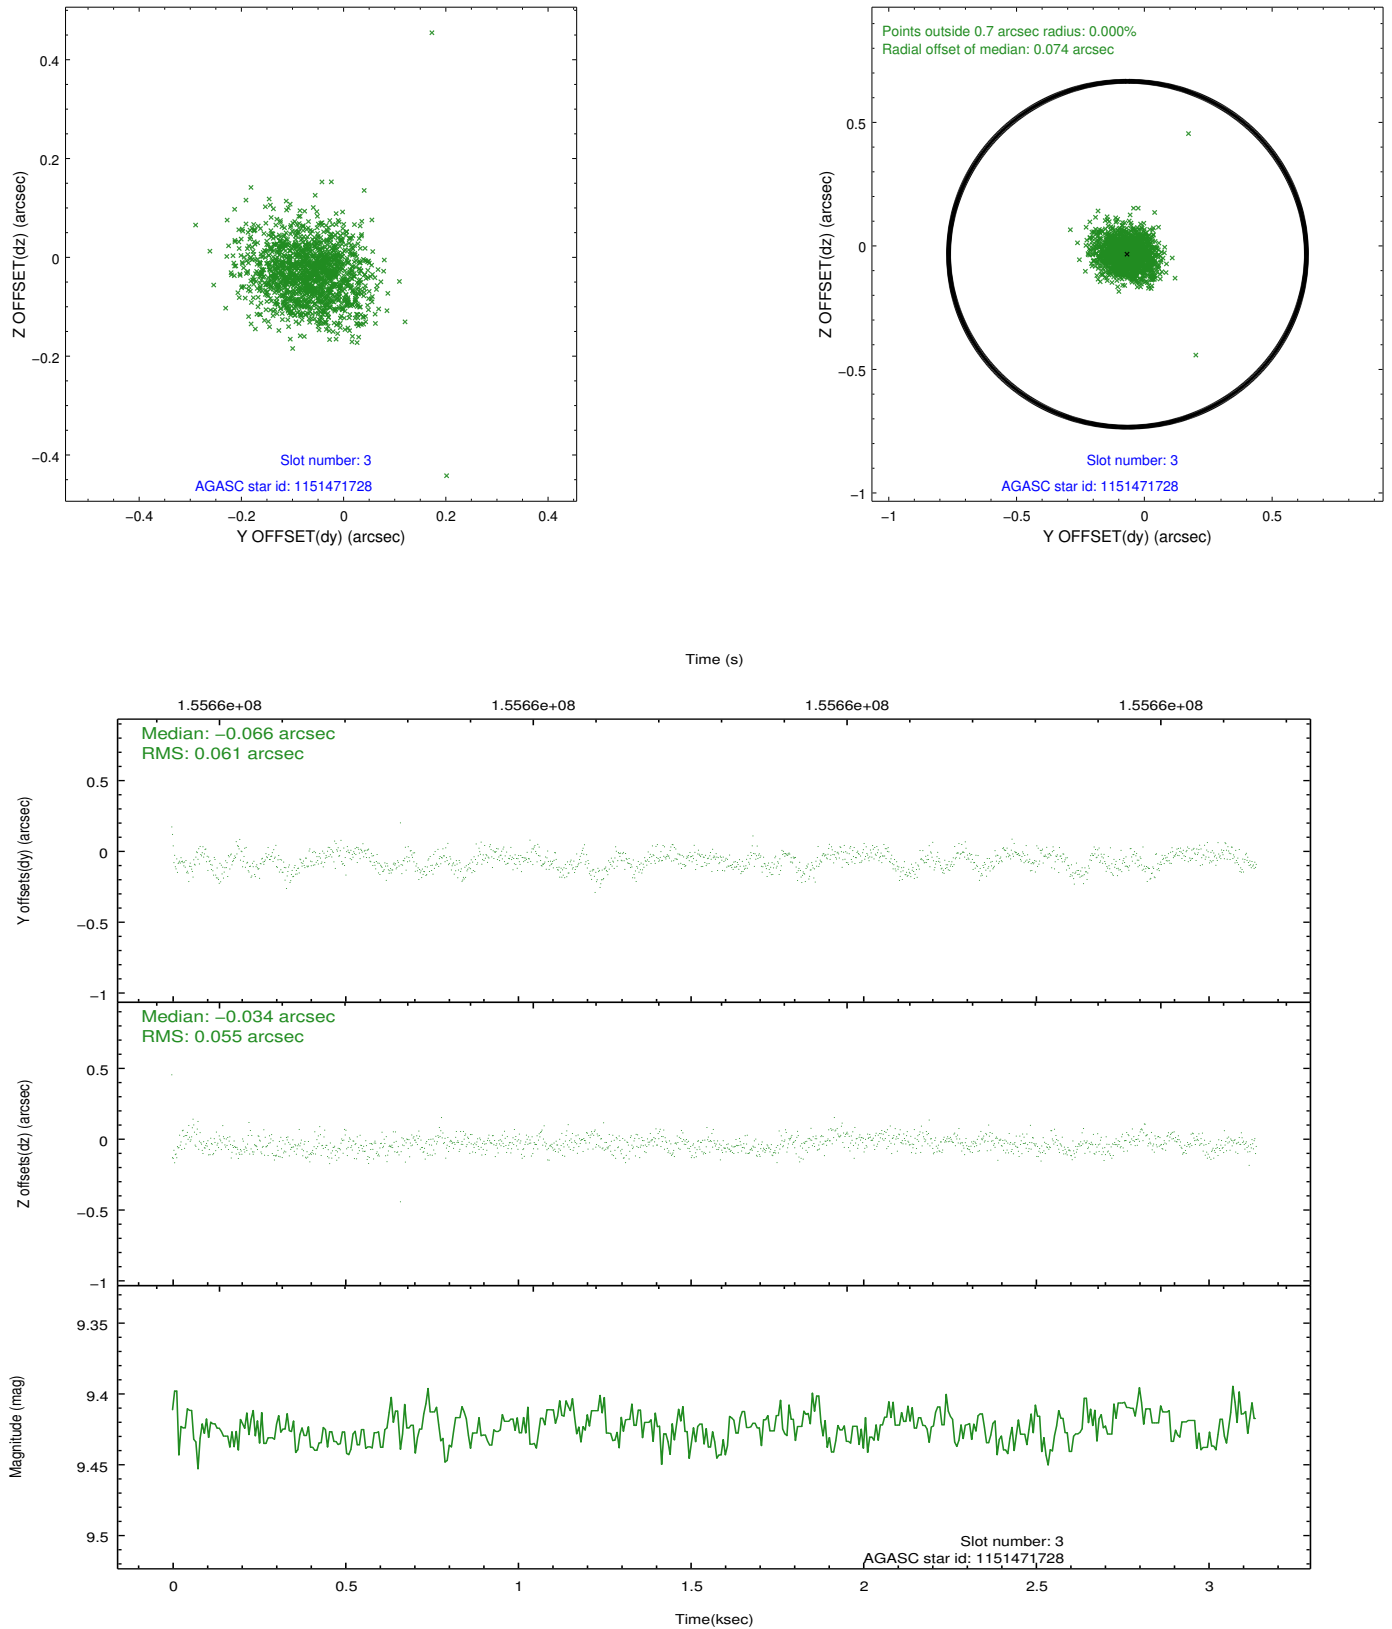 0.4
0.2
0
−0.2
−0.4
Z OFFSET(dz) (arcsec)
Slot number: 3
AGASC star id: 1151471728
−0.4 −0.2 0 0.2 0.4
Y OFFSET(dy) (arcsec)
Points outside 0.7 arcsec radius: 0.000%
Radial offset of median: 0.074 arcsec
0.5
0
−0.5
−1
Z OFFSET(dz) (arcsec)
Slot number: 3
AGASC star id: 1151471728
−1 −0.5 0 0.5
Y OFFSET(dy) (arcsec)
Time (s)
1.5566e+08 1.5566e+08 1.5566e+08 1.5566e+08
Median: −0.066 arcsec
RMS: 0.061 arcsec
0.5
0
−0.5
−1
Y offsets(dy) (arcsec)
Median: −0.034 arcsec
RMS: 0.055 arcsec
0.5
0
−0.5
−1
Z offsets(dz) (arcsec)
9.35
9.4
9.45
9.5
Magnitude (mag)
Slot number: 3
AGASC star id: 1151471728
0 0.5 1 1.5 2 2.5 3
Time(ksec)